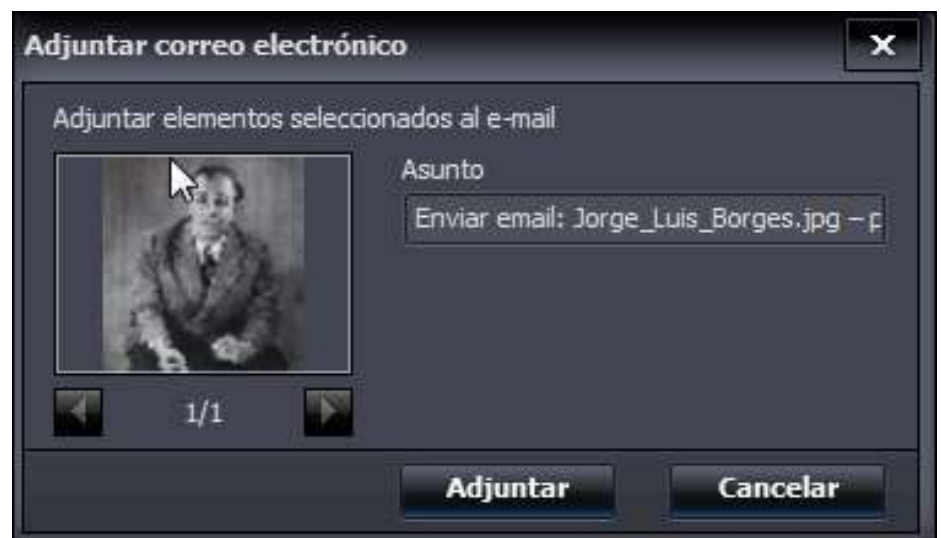 Adjuntar correo electrónico
Adjuntar elementos seleccionados al e-mail
Asunto
Enviar email: Jorge_Luis_Borges.jpg – p
1/1
Adjuntar
Cancelar